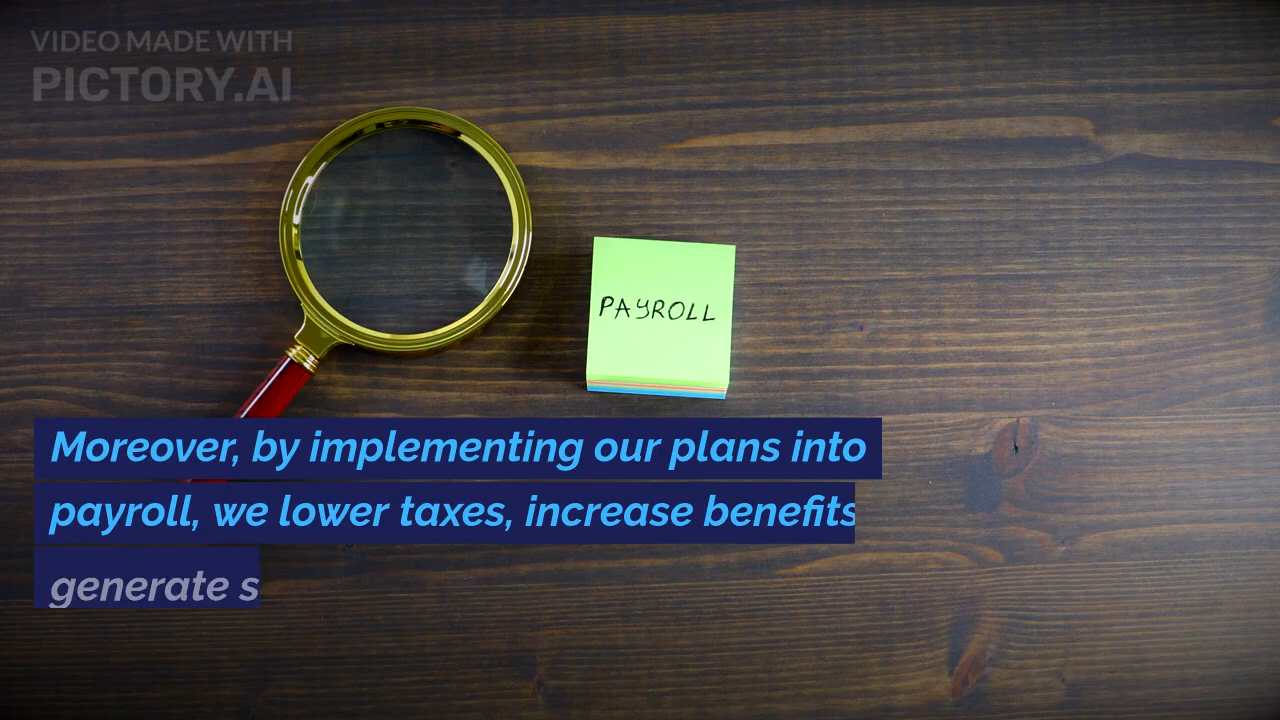 VIDEO MADE WITH
PICTORY.AI
PAYROLL
Moreover, by implementing our plans into
payroll, we lower taxes, increase benefits
generate s